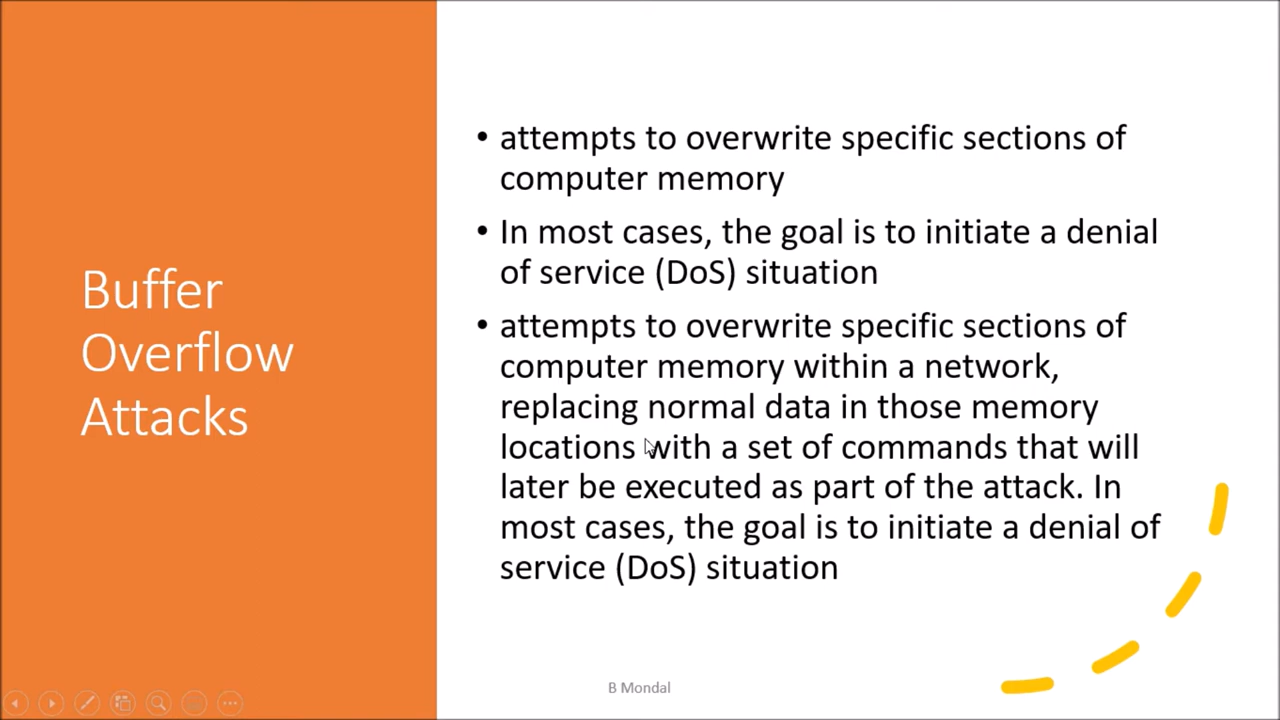 Buffer
Overflow
Attacks
• attempts to overwrite specific sections of
computer memory
• In most cases, the goal is to initiate a denial
of service (DoS) situation
• attempts to overwrite specific sections of
computer memory within a network,
replacing normal data in those memory
locations with a set of commands that will
later be executed as part of the attack. In
most cases, the goal is to initiate a denial of
service (DoS) situation
B Mondal